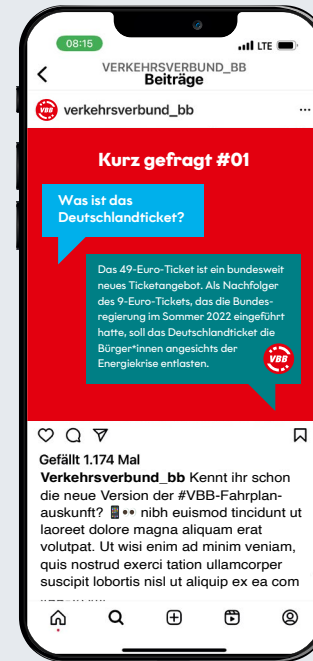 08:15
LTE
VERKEHRSVERBUND_BB
Beiträge
VBB
verkehrsverbund_bb
Kurz gefragt #01
Was ist das
Deutschlandticket?
Das 49-Euro-Ticket ist ein bundesweit
neues Ticketangebot. Als Nachfolger
des 9-Euro-Tickets, das die Bundes-
regierung im Sommer 2022 eingeführt
hatte, soll das Deutschlandticket die
Bürger*innen angesichts der
Energiekrise entlasten.
VBB
Gefällt 1.174 Mal
Verkehrsverbund_bb Kennt ihr schon
die neue Version der #VBB-Fahrplan-
auskunft? 📱👀 nibh euismod tincidunt ut
laoreet dolore magna aliquam erat
volutpat. Ut wisi enim ad minim veniam,
quis nostrud exerci tation ullamcorper
suscipit lobortis nisl ut aliquip ex ea com